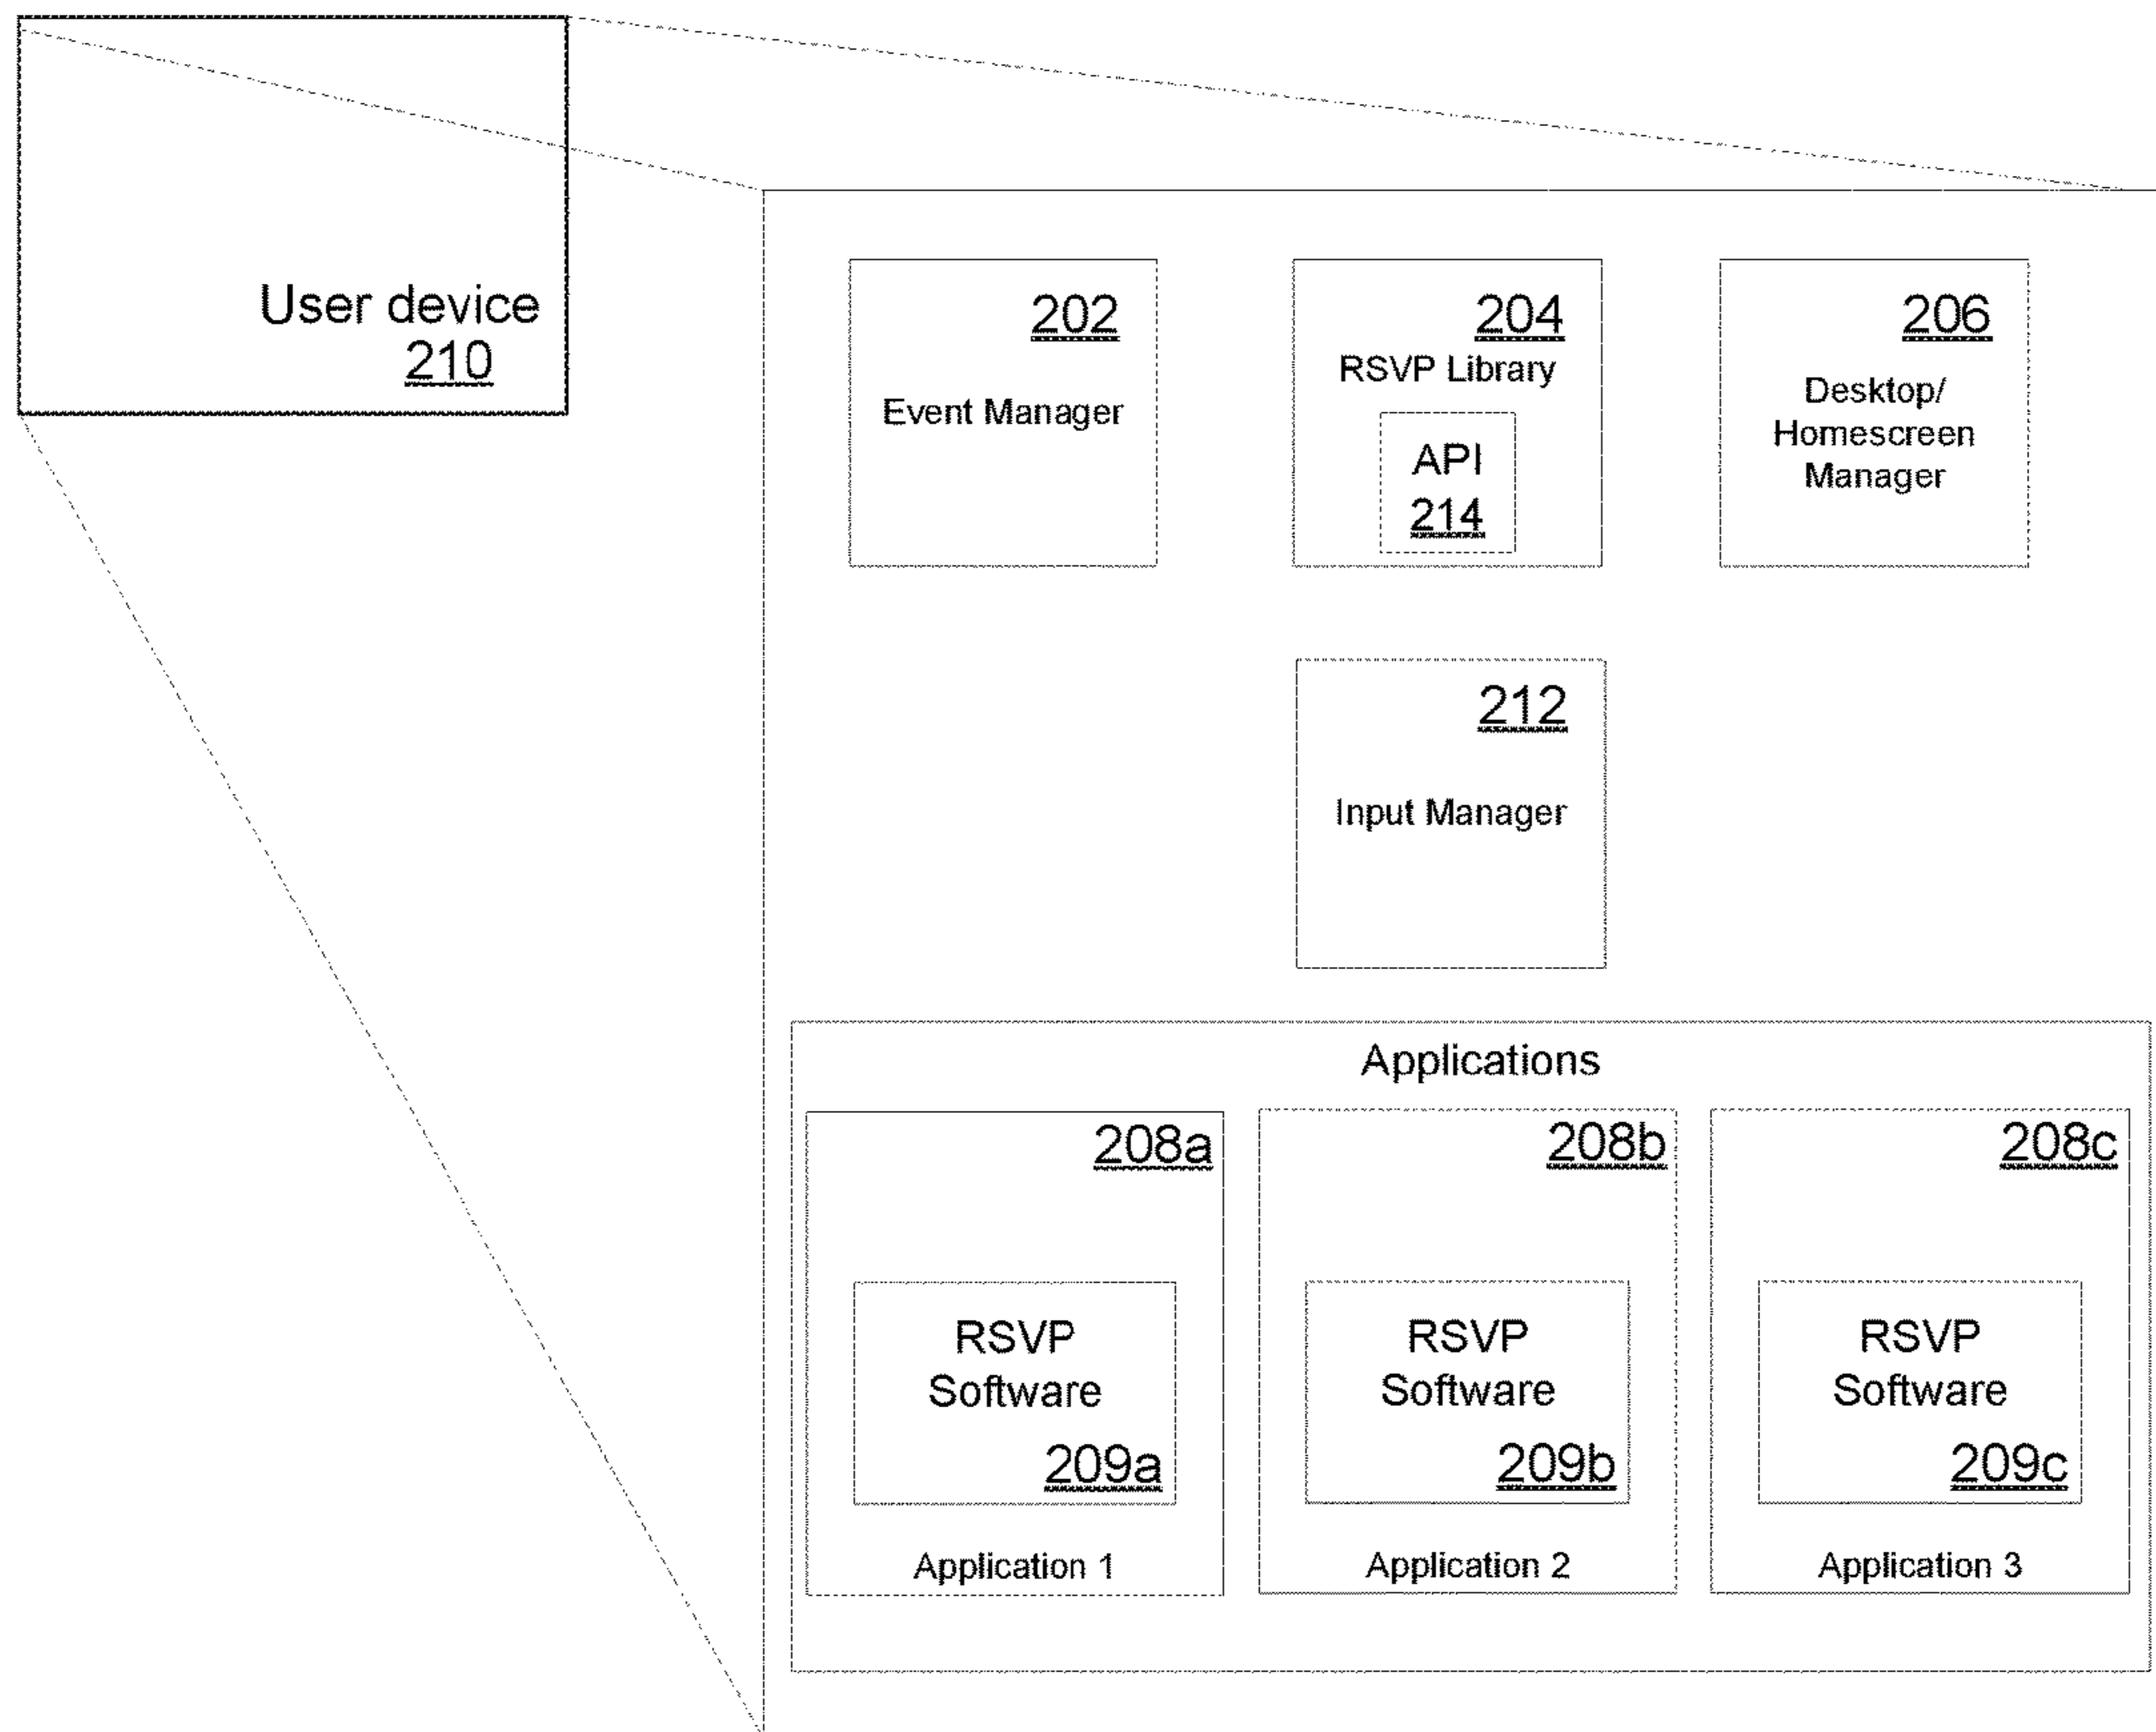 User device
210
202
Event Manager
204
RSVP Library
API
214
206
Desktop/
Homescreen
Manager
212
Input Manager
Applications
208a
RSVP
Software
209a
Application 1
208b
RSVP
Software
209b
Application 2
208c
RSVP
Software
209c
Application 3